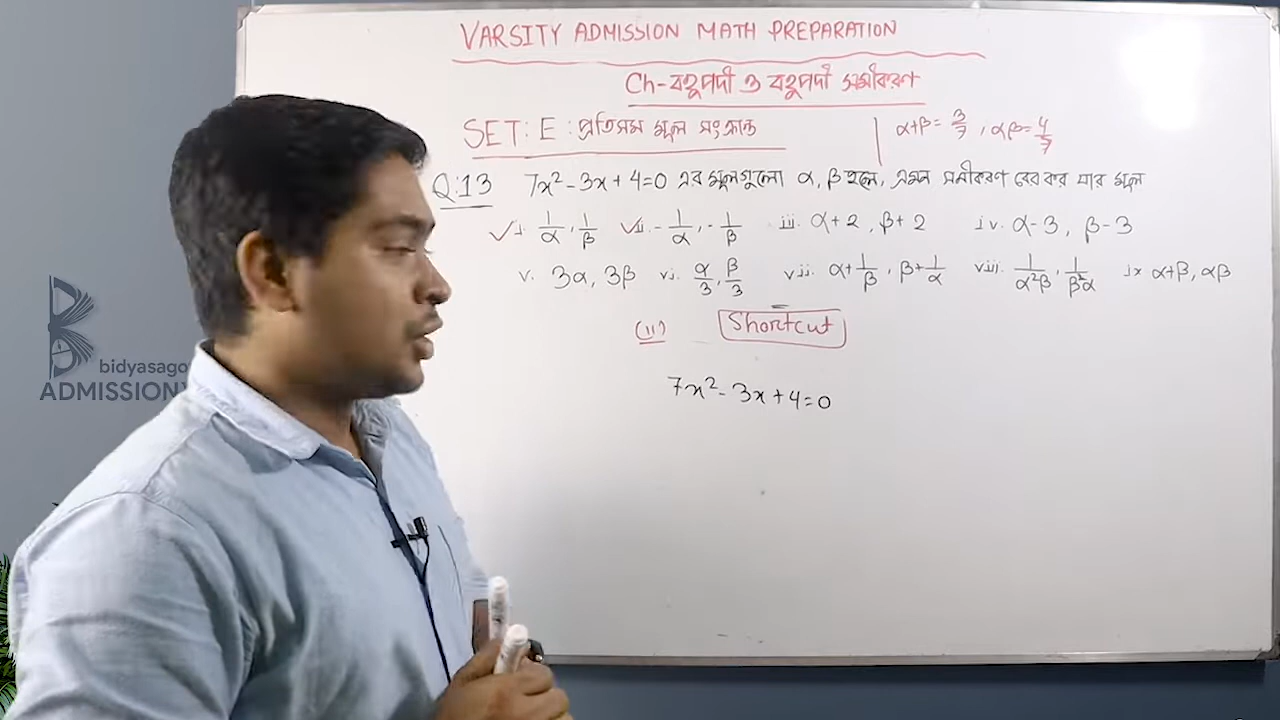 VARSITY ADMISSION MATH PREPARATION
Ch-বহুপদী ও বহুপদী সমীকরণ
SET: E : প্রতিসম মূল সংক্রান্ত
α+β = 3/7 , αβ = 4/7
Q:13 7x² - 3x + 4 = 0 এর মূলগুলো α, β হলে, এমন সমীকরণ বের কর যার মূল
✓i. 1/α, 1/β ✓ii. -1/α, -1/β iii. α+2, β+2 iv. α-3, β-3
v. 3α, 3β vi. α/3, β/3 vii. α+1/β, β+1/α viii. 1/α²β, 1/β²α ix α+β, αβ
(ii) Shortcut
7x² - 3x + 4 = 0
bidyasago
ADMISSION